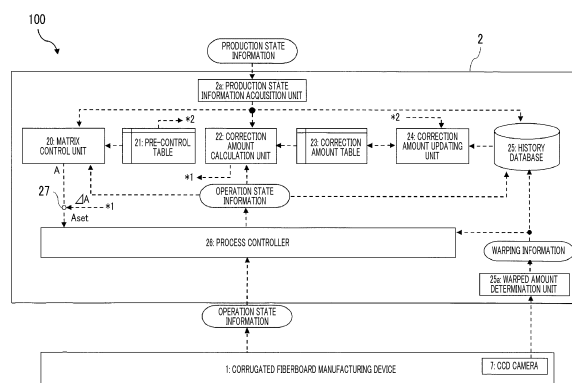 100
PRODUCTION STATE
INFORMATION
2
2a: PRODUCTION STATE
INFORMATION ACQUISITION UNIT
*2
*2
20: MATRIX
CONTROL UNIT
21: PRE-CONTROL
TABLE
22: CORRECTION
AMOUNT
CALCULATION UNIT
23: CORRECTION
AMOUNT TABLE
24: CORRECTION
AMOUNT UPDATING
UNIT
25: HISTORY
DATABASE
A
*1
27
⊿A
*1
Aset
OPERATION STATE
INFORMATION
26: PROCESS CONTROLLER
WARPING INFORMATION
25a: WARPED AMOUNT
DETERMINATION UNIT
OPERATION STATE
INFORMATION
1: CORRUGATED FIBERBOARD MANUFACTURING DEVICE
7: CCD CAMERA